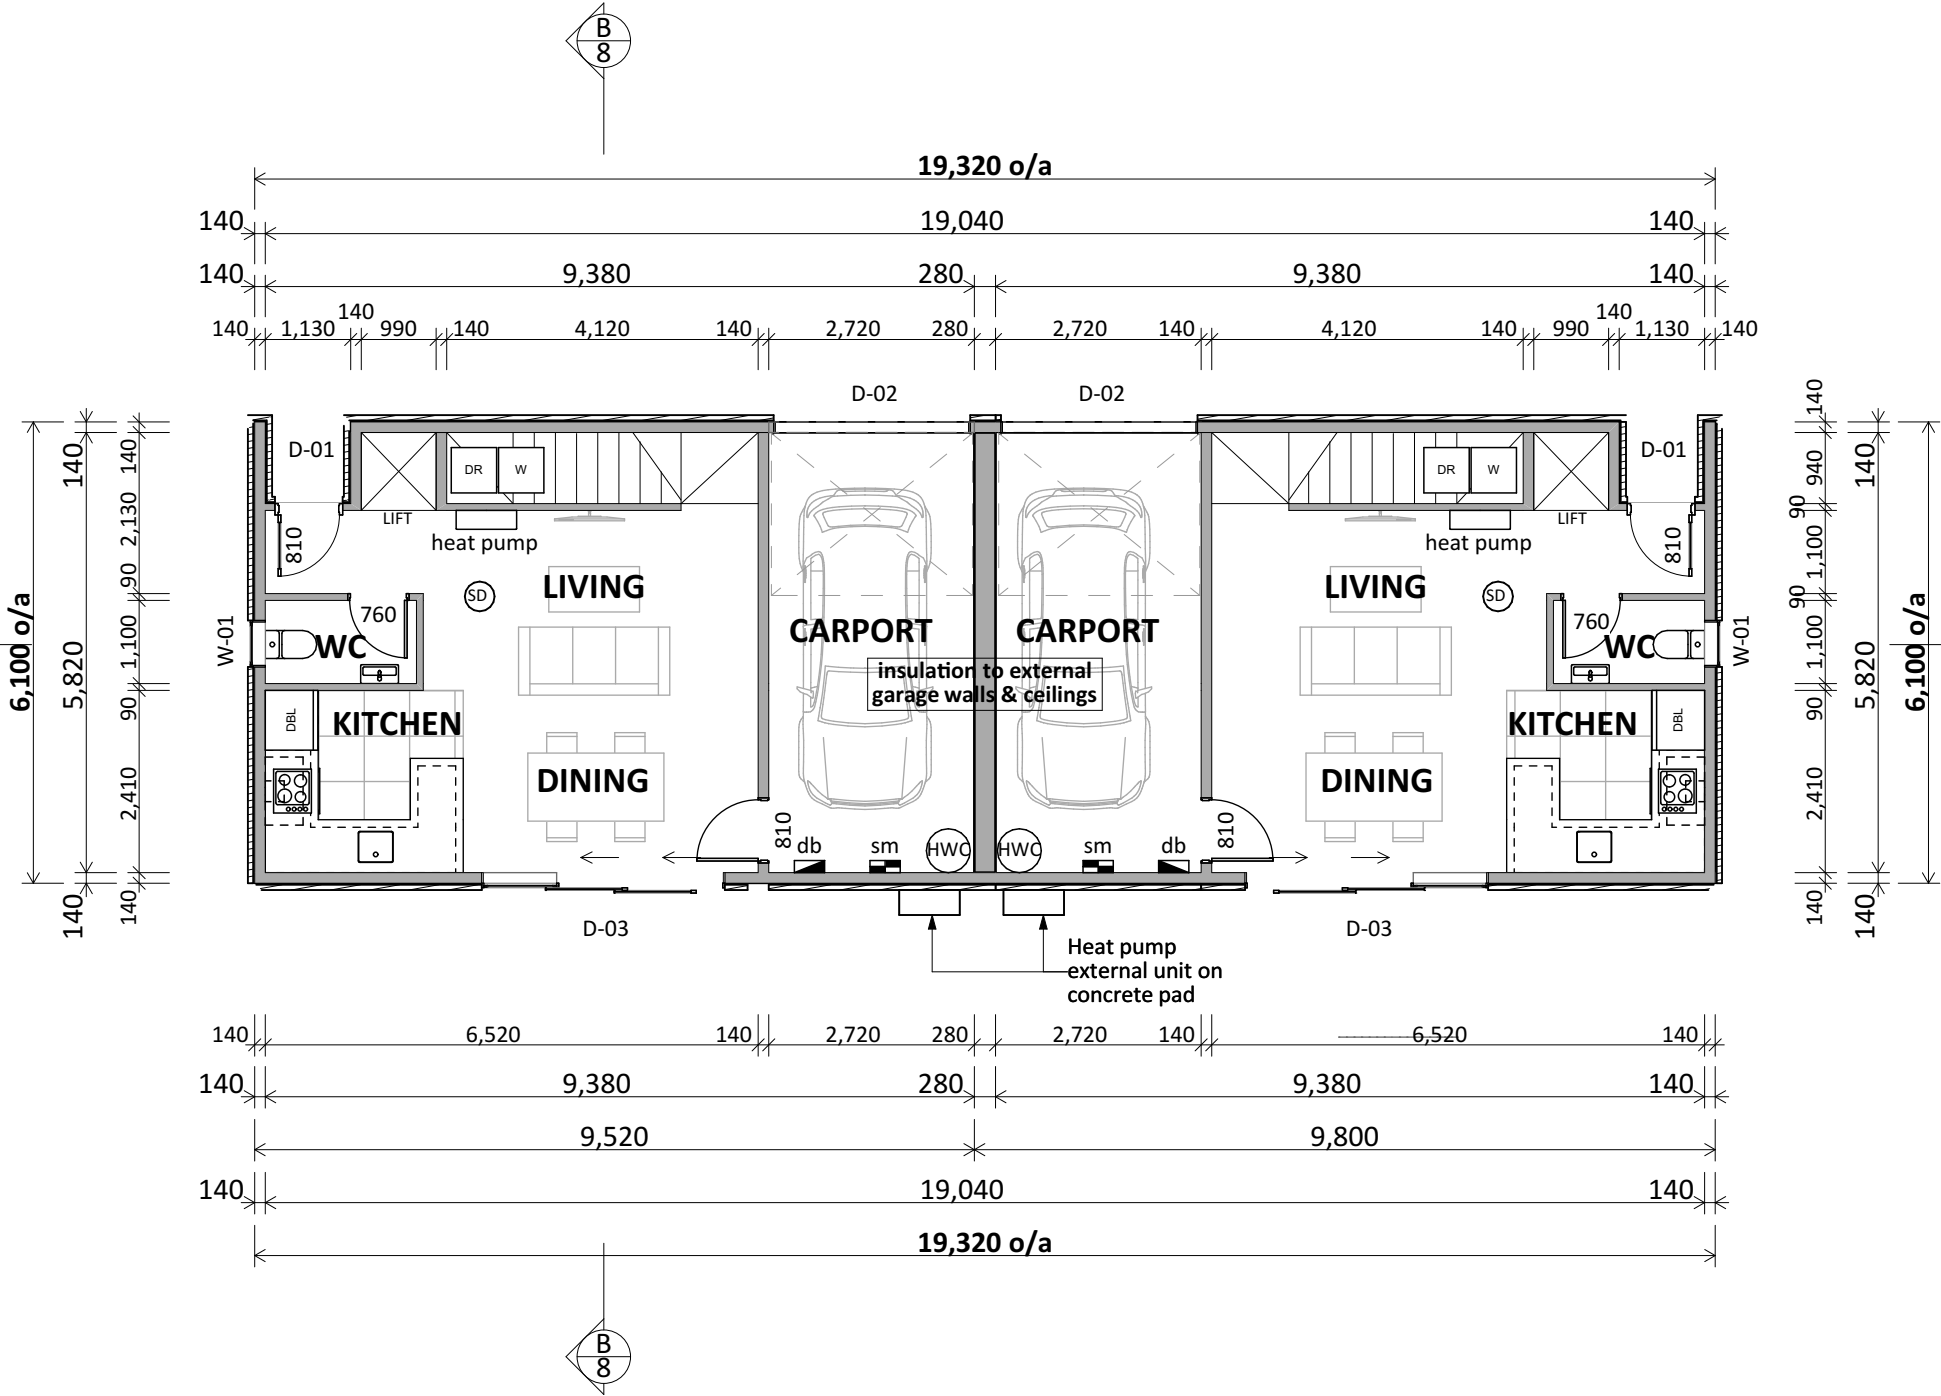 B
8
19,320 o/a
140 19,040 140
140 9,380 280 9,380 140
140 1,130 140 990 140 4,120 140 2,720 280 2,720 140 4,120 140 990 140 1,130 140
D-02 D-02
D-01 D-01
DR W DR W
LIFT LIFT
heat pump heat pump
810 810
SD SD
LIVING LIVING
760 760
WC WC
W-01 W-01
CARPORT CARPORT
insulation to external
garage walls & ceilings
DBL DBL
KITCHEN KITCHEN
DINING DINING
810 810
db sm HWC HWC sm db
D-03 D-03
Heat pump
external unit on
concrete pad
6,100 o/a
140 5,820 140
140 2,130 90 1,100 90 2,410 140
140 940 90 1,100 90 1,100 90 2,410 140
140 5,820 140
6,100 o/a
140 6,520 140 2,720 280 2,720 140 6,520 140
140 9,380 280 9,380 140
9,520 9,800
140 19,040 140
19,320 o/a
B
8